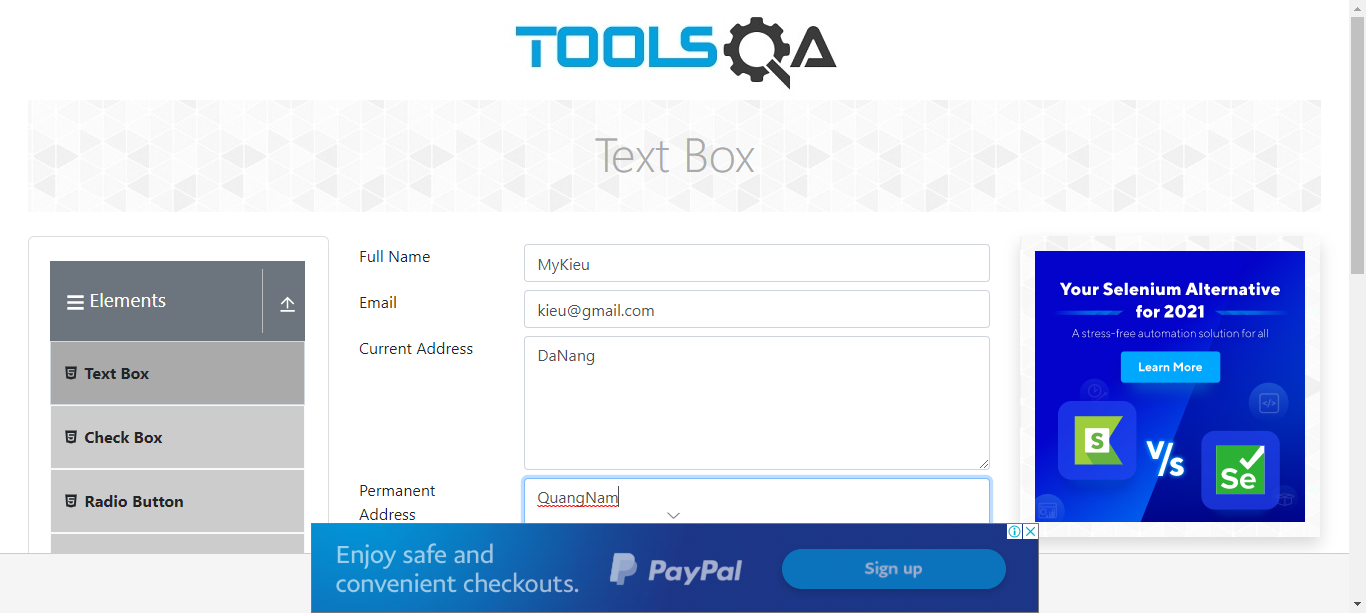 TOOLSQA
Text Box
Elements
Text Box
Check Box
Radio Button
Full Name
MyKieu
Email
kieu@gmail.com
Current Address
DaNang
Permanent
Address
QuangNam
Your Selenium Alternative
for 2021
A stress-free automation solution for all
Learn More
S
V/s
Se
Enjoy safe and
convenient checkouts.
PayPal
Sign up